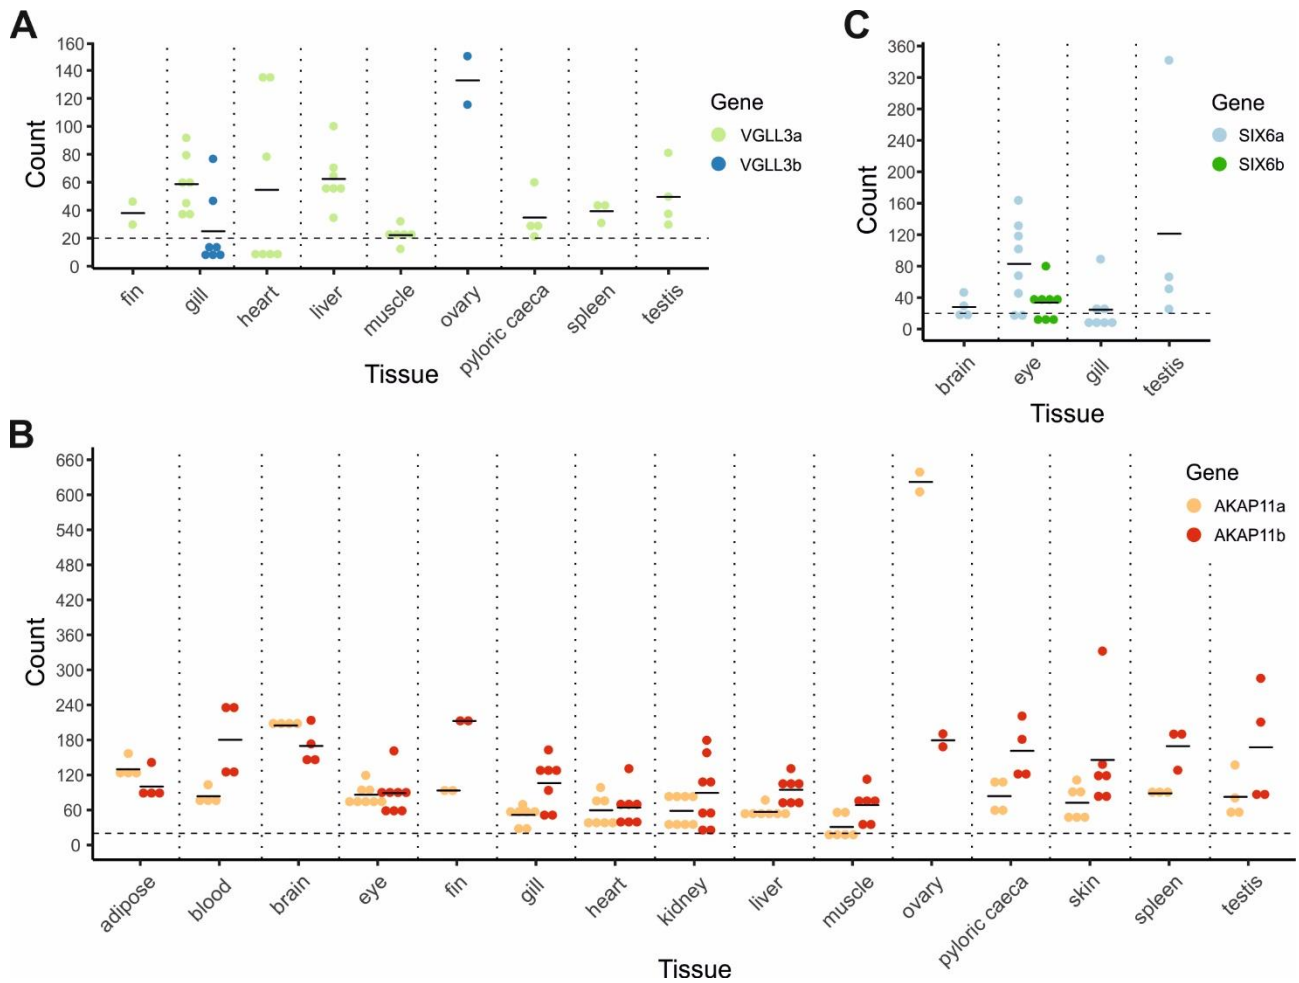 A
Count
160
140
120
100
80
60
40
20
0
fin
gill
heart
liver
muscle
ovary
pyloric caeca
spleen
testis
Tissue
Gene
VGLL3a
VGLL3b
C
Count
360
320
280
240
200
160
120
80
40
0
brain
eye
gill
testis
Tissue
Gene
SIX6a
SIX6b
B
Count
660
600
540
480
420
360
300
240
180
120
60
0
adipose
blood
brain
eye
fin
gill
heart
kidney
liver
muscle
ovary
pyloric caeca
skin
spleen
testis
Tissue
Gene
AKAP11a
AKAP11b